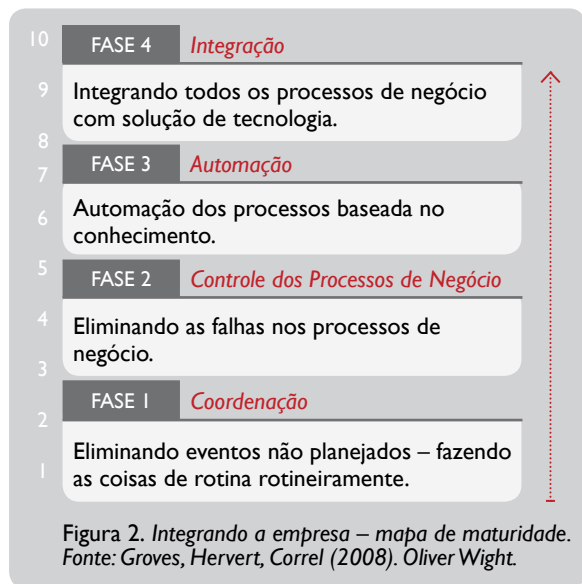 10
FASE 4 Integração
9
Integrando todos os processos de negócio
com solução de tecnologia.
8
7
FASE 3 Automação
6
Automação dos processos baseada no
conhecimento.
5
FASE 2 Controle dos Processos de Negócio
4
Eliminando as falhas nos processos de
negócio.
3
FASE 1 Coordenação
2
Eliminando eventos não planejados – fazendo
1
as coisas de rotina rotineiramente.
Figura 2. Integrando a empresa – mapa de maturidade.
Fonte: Groves, Hervert, Correl (2008). Oliver Wight.